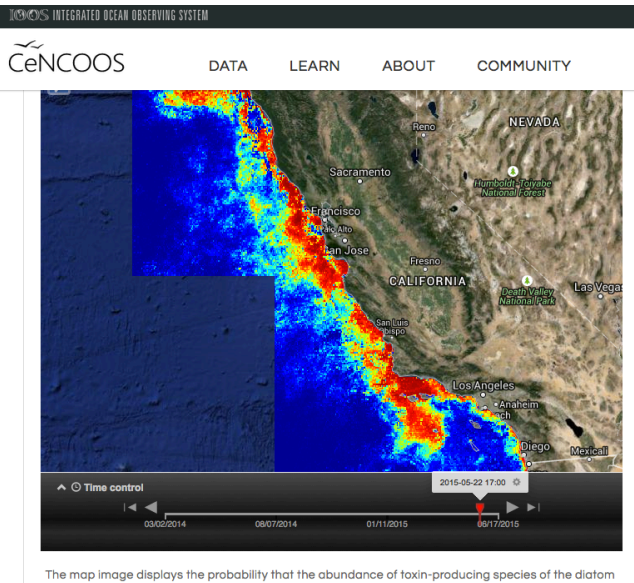 IOOS INTEGRATED OCEAN OBSERVING SYSTEM
CeNCOOS
DATA LEARN ABOUT COMMUNITY
Reno
NEVADA
Sacramento
Humboldt-Toiyabe
National Forest
Francisco
Palo Alto
San Jose
Fresno
CALIFORNIA
Death Valley
National Park
Las Vegas
San Luis
Obispo
Los Angeles
Anaheim
ch
Diego
Mexicali
Time control
2015-05-22 17:00
03/02/2014 08/07/2014 01/11/2015 06/17/2015
The map image displays the probability that the abundance of toxin-producing species of the diatom